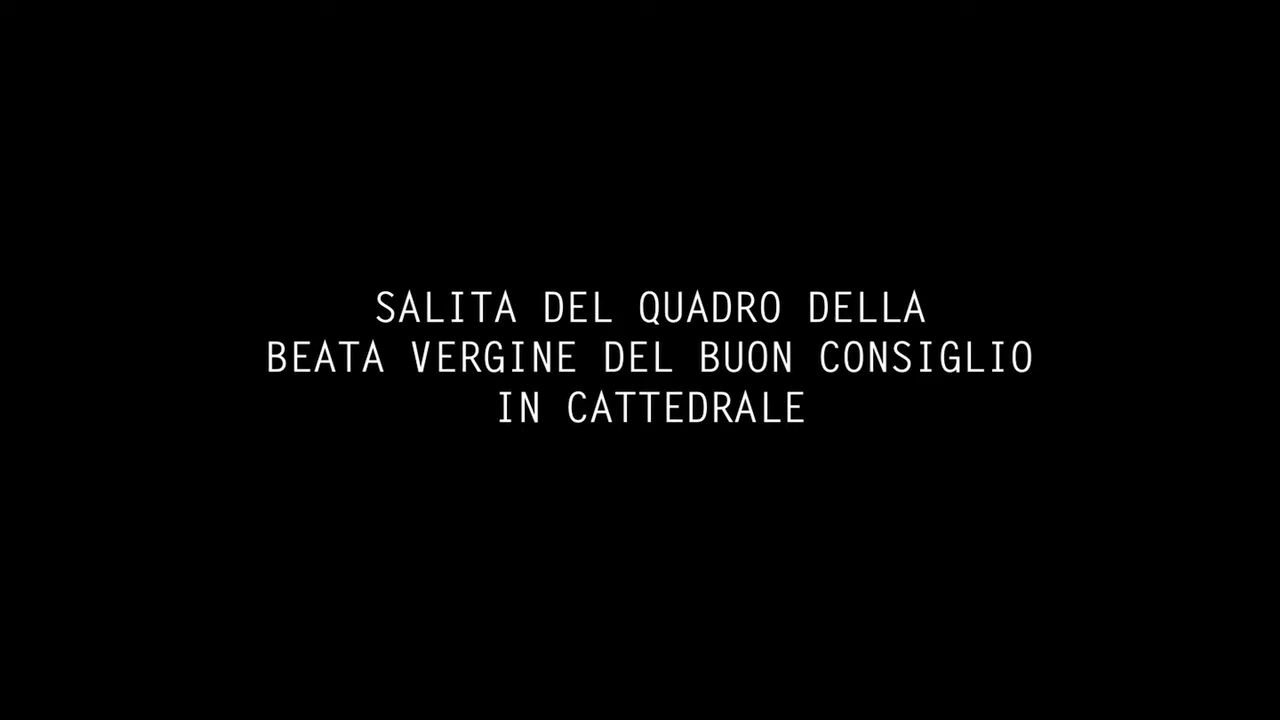 SALITA DEL QUADRO DELLA
BEATA VERGINE DEL BUON CONSIGLIO
IN CATTEDRALE